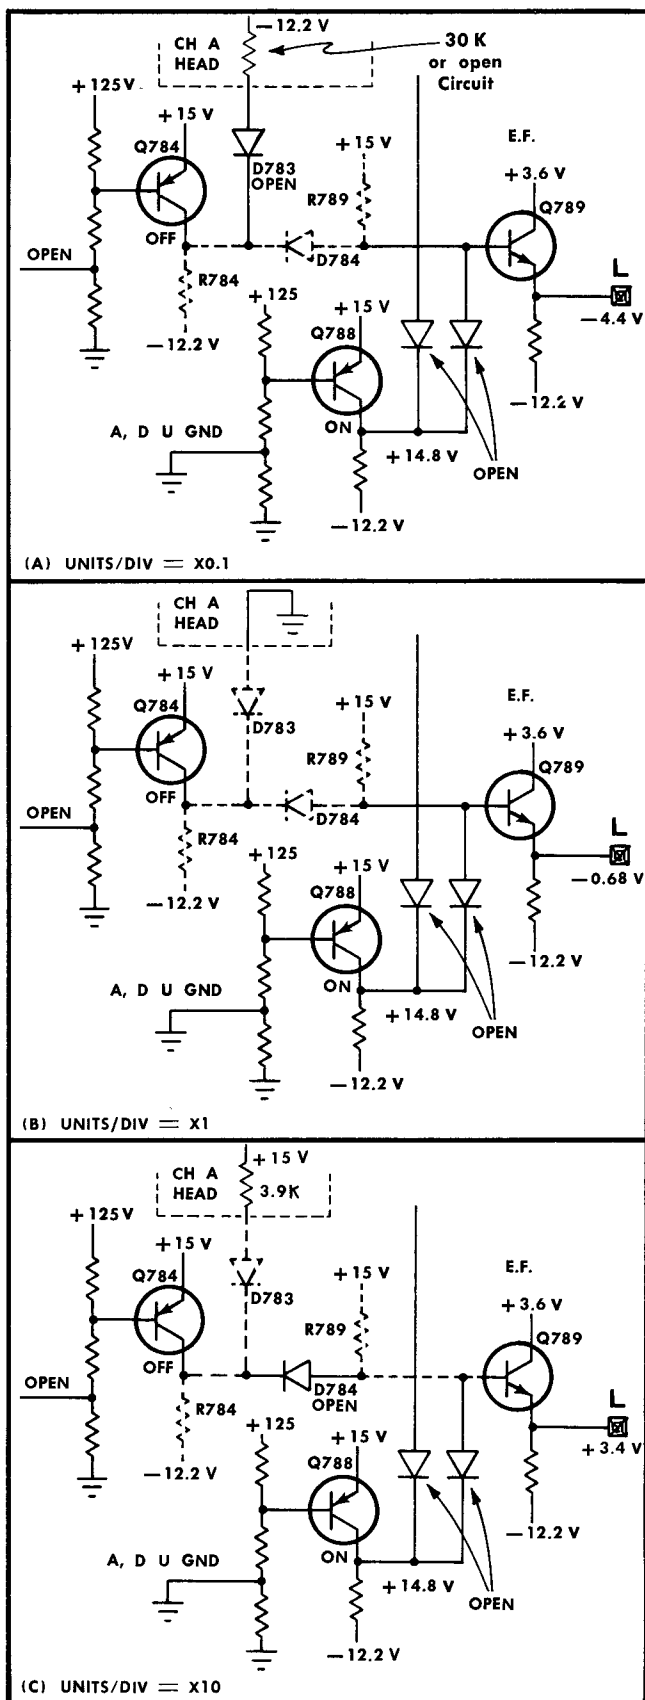 −12.2 V
CH A
HEAD
30 K
or open
Circuit
+125V
+15 V
Q784
D783
OPEN
+15 V
R789
E.F.
+3.6 V
Q789
OFF
OPEN
R784
D784
L
−4.4 V
−12.2 V
+125
+15 V
Q788
−12.2 V
A, D U GND
ON
+14.8 V
OPEN
−12.2 V
(A) UNITS/DIV = X0.1
CH A
HEAD
+125V
+15 V
Q784
D783
+15 V
R789
E.F.
+3.6 V
Q789
OFF
OPEN
R784
D784
L
−0.68 V
−12.2 V
+125
+15 V
Q788
−12.2 V
A, D U GND
ON
+14.8 V
OPEN
−12.2 V
(B) UNITS/DIV = X1
+15 V
CH A
HEAD
3.9K
+125V
+15 V
Q784
D783
+15 V
R789
E.F.
+3.6 V
Q789
OFF
OPEN
R784
D784
OPEN
L
+3.4 V
−12.2 V
+125
+15 V
Q788
−12.2 V
A, D U GND
ON
+14.8 V
OPEN
−12.2 V
(C) UNITS/DIV = X10